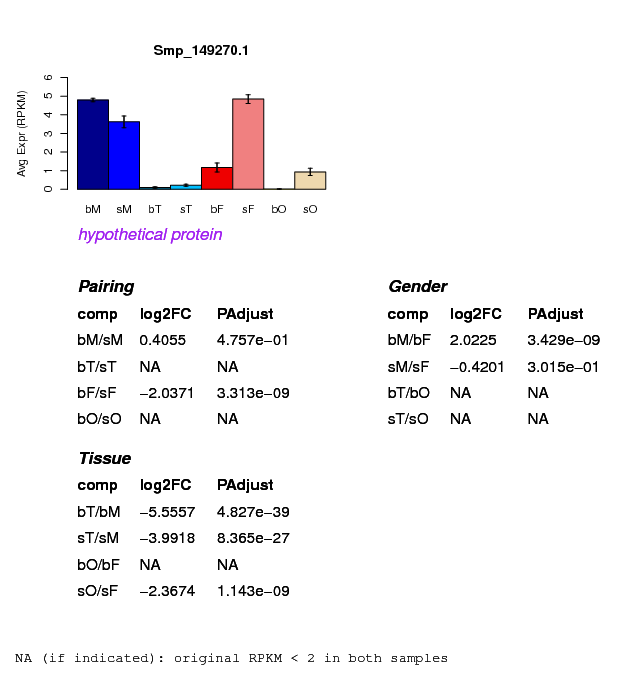 Smp_149270.1
Avg Expr (RPKM)
0 1 2 3 4 5 6
bM sM bT sT bF sF bO sO
hypothetical protein
Pairing
comp log2FC PAdjust
bM/sM 0.4055 4.757e−01
bT/sT NA NA
bF/sF −2.0371 3.313e−09
bO/sO NA NA
Gender
comp log2FC PAdjust
bM/bF 2.0225 3.429e−09
sM/sF −0.4201 3.015e−01
bT/bO NA NA
sT/sO NA NA
Tissue
comp log2FC PAdjust
bT/bM −5.5557 4.827e−39
sT/sM −3.9918 8.365e−27
bO/bF NA NA
sO/sF −2.3674 1.143e−09
NA (if indicated): original RPKM < 2 in both samples